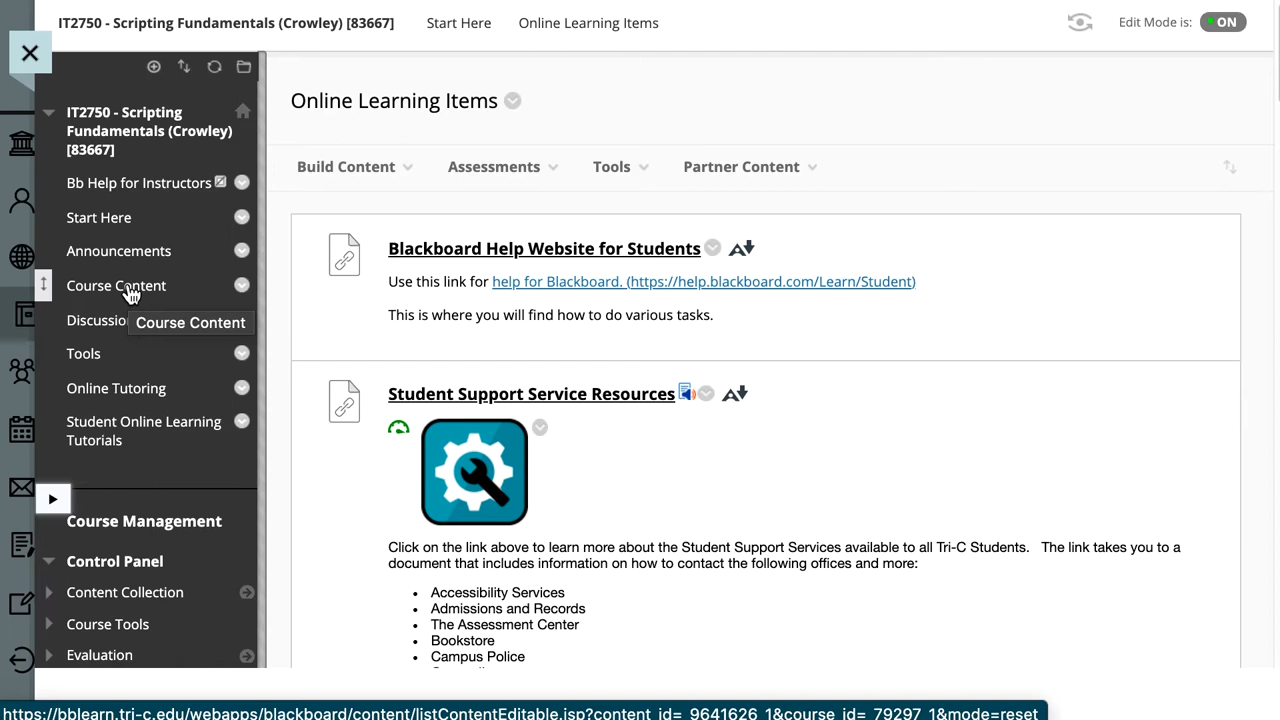 IT2750 - Scripting Fundamentals (Crowley) [83667]
Start Here
Online Learning Items
Edit Mode is:
ON
IT2750 - Scripting
Fundamentals (Crowley)
[83667]
Bb Help for Instructors
Start Here
Announcements
Course Content
Discussio
Course Content
Tools
Online Tutoring
Student Online Learning
Tutorials
Course Management
Control Panel
Content Collection
Course Tools
Evaluation
Online Learning Items
Build Content
Assessments
Tools
Partner Content
Blackboard Help Website for Students
Use this link for help for Blackboard. (https://help.blackboard.com/Learn/Student)
This is where you will find how to do various tasks.
Student Support Service Resources
Click on the link above to learn more about the Student Support Services available to all Tri-C Students. The link takes you to a
document that includes information on how to contact the following offices and more:
Accessibility Services
Admissions and Records
The Assessment Center
Bookstore
Campus Police
https://bblearn.tri-c.edu/webapps/blackboard/content/listContentEditable.jsp?content_id=_9641626_1&course_id=_79297_1&mode=reset